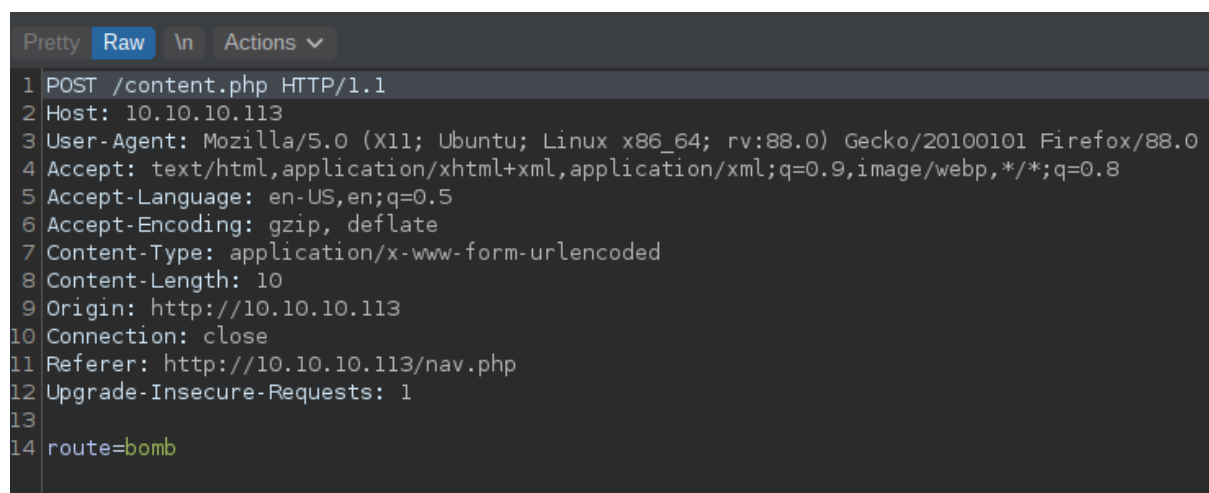 Pretty Raw \n Actions
1 POST /content.php HTTP/1.1
2 Host: 10.10.10.113
3 User-Agent: Mozilla/5.0 (X11; Ubuntu; Linux x86_64; rv:88.0) Gecko/20100101 Firefox/88.0
4 Accept: text/html,application/xhtml+xml,application/xml;q=0.9,image/webp,*/*;q=0.8
5 Accept-Language: en-US,en;q=0.5
6 Accept-Encoding: gzip, deflate
7 Content-Type: application/x-www-form-urlencoded
8 Content-Length: 10
9 Origin: http://10.10.10.113
10 Connection: close
11 Referer: http://10.10.10.113/nav.php
12 Upgrade-Insecure-Requests: 1
13
14 route=bomb